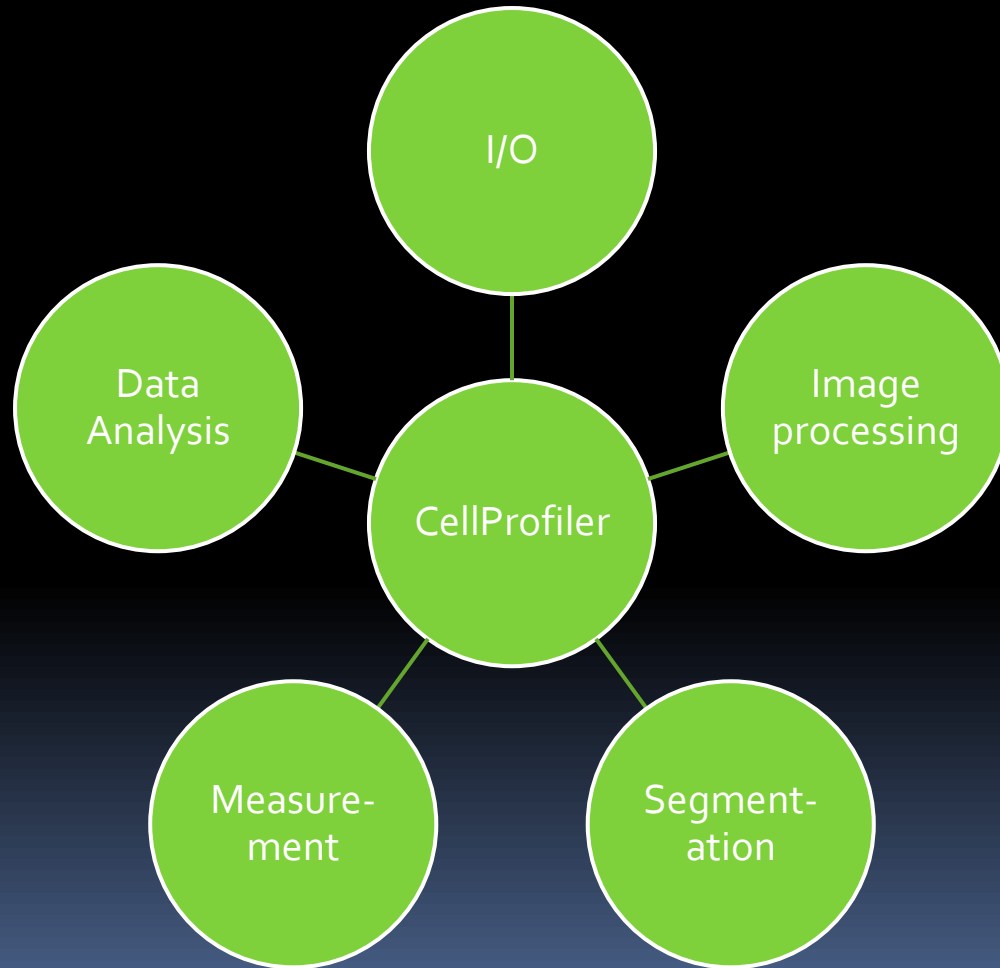 I/O
Data
Analysis
Image
processing
CellProfiler
Measure-
ment
Segment-
ation